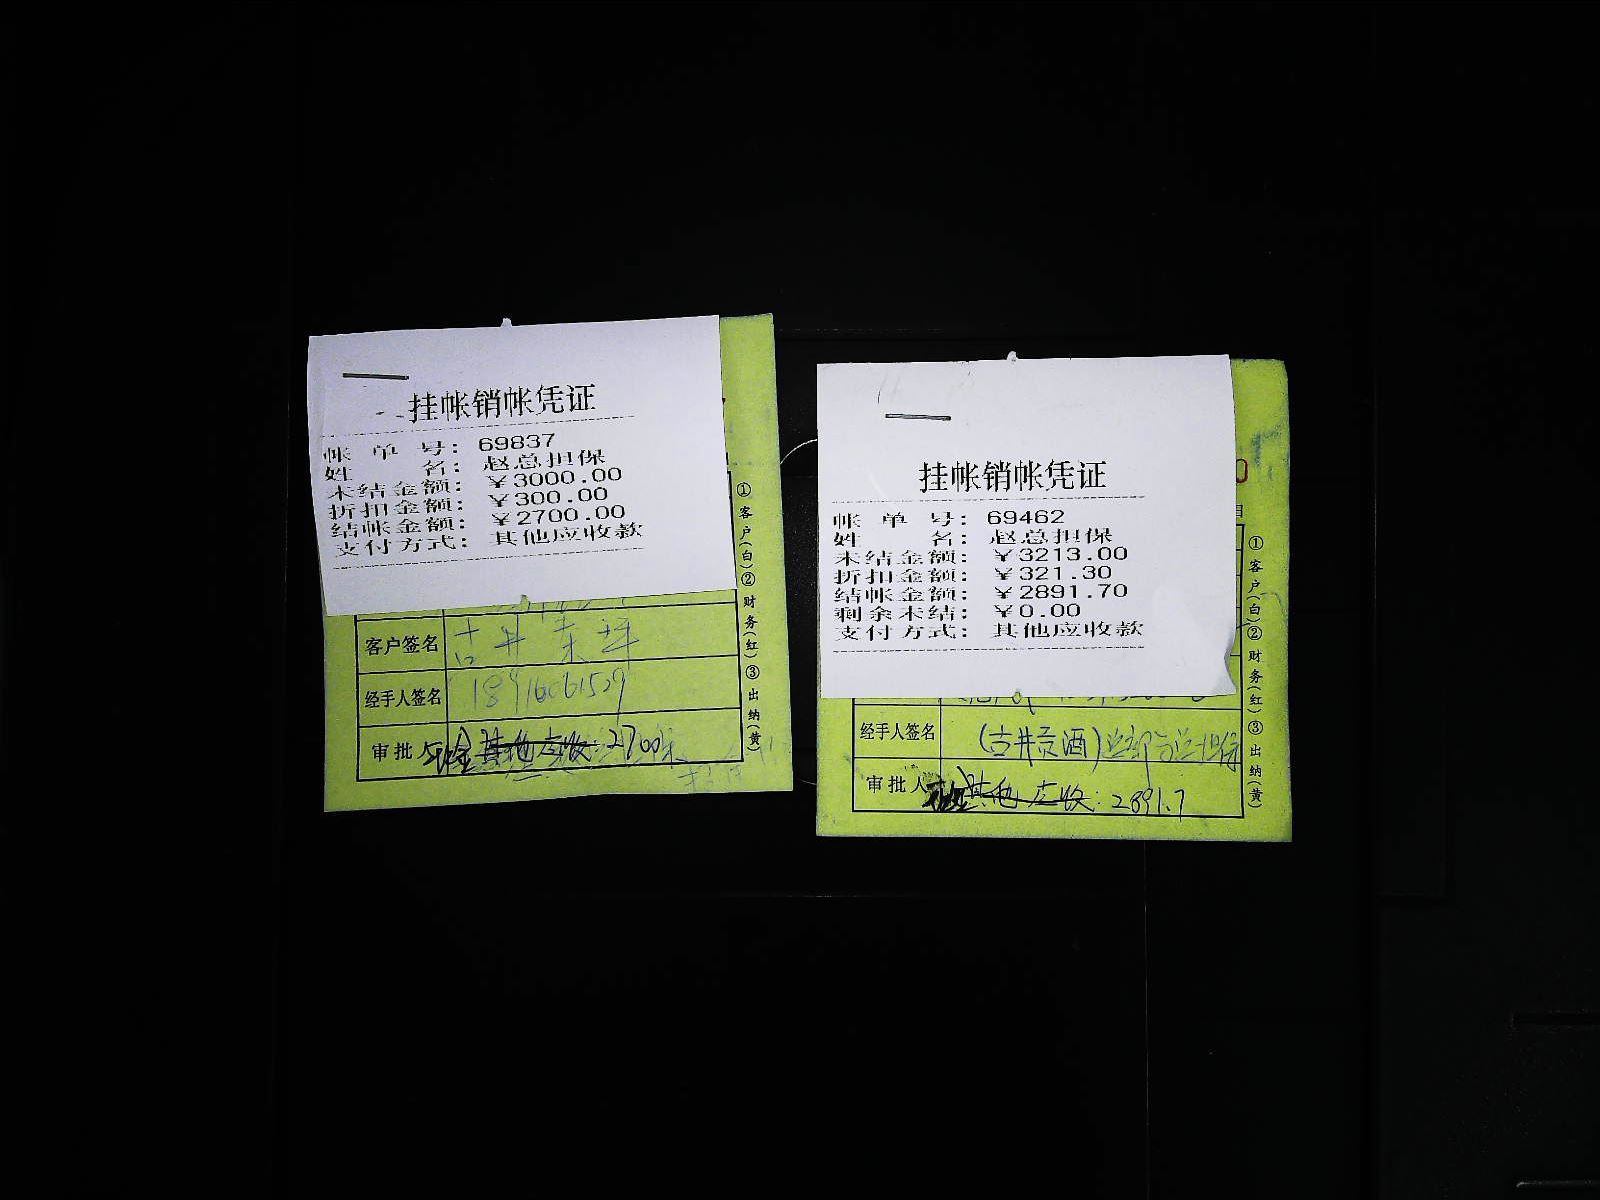 挂帐销帐凭证
帐单号：69837
姓名：赵总担保
未结金额：￥3000.00
折扣金额：￥300.00
结帐金额：￥2700.00
支付方式：其他应收款
客户签名 古井
经手人签名 18916061529
审批人 其他应收：2700
①客户（白）②财务（红）③出纳（黄）
挂帐销帐凭证
帐单号：69462
姓名：赵总担保
未结金额：￥3213.00
折扣金额：￥321.30
结帐金额：￥2891.70
剩余未结：￥0.00
支付方式：其他应收款
经手人签名 （古井贡酒）
审批人 其他应收：2891.7
①客户（白）②财务（红）③出纳（黄）